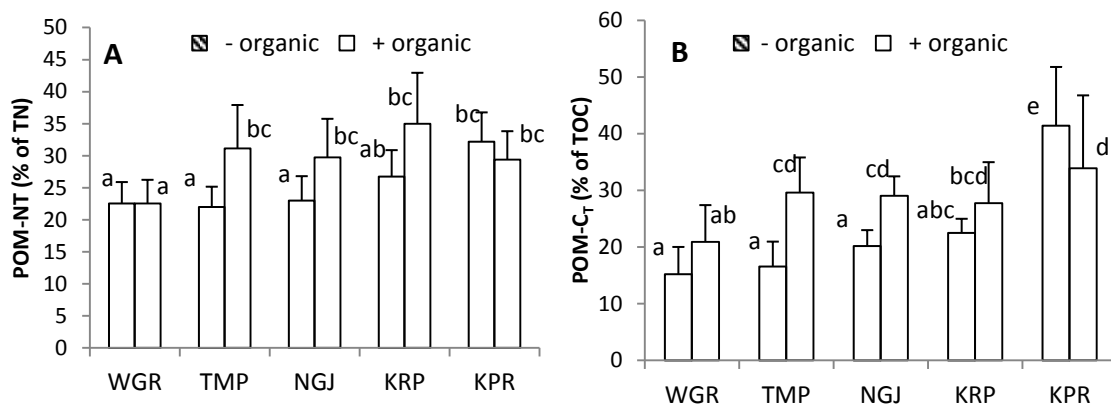 A
- organic + organic
POM-NT (% of TN)
50
45
40
35
30
25
20
15
10
5
0
a a a bc a bc ab bc bc bc
WGR TMP NGJ KRP KPR
B
- organic + organic
POM-C_T (% of TOC)
60
50
40
30
20
10
0
a ab a cd a cd abc bcd e d
WGR TMP NGJ KRP KPR